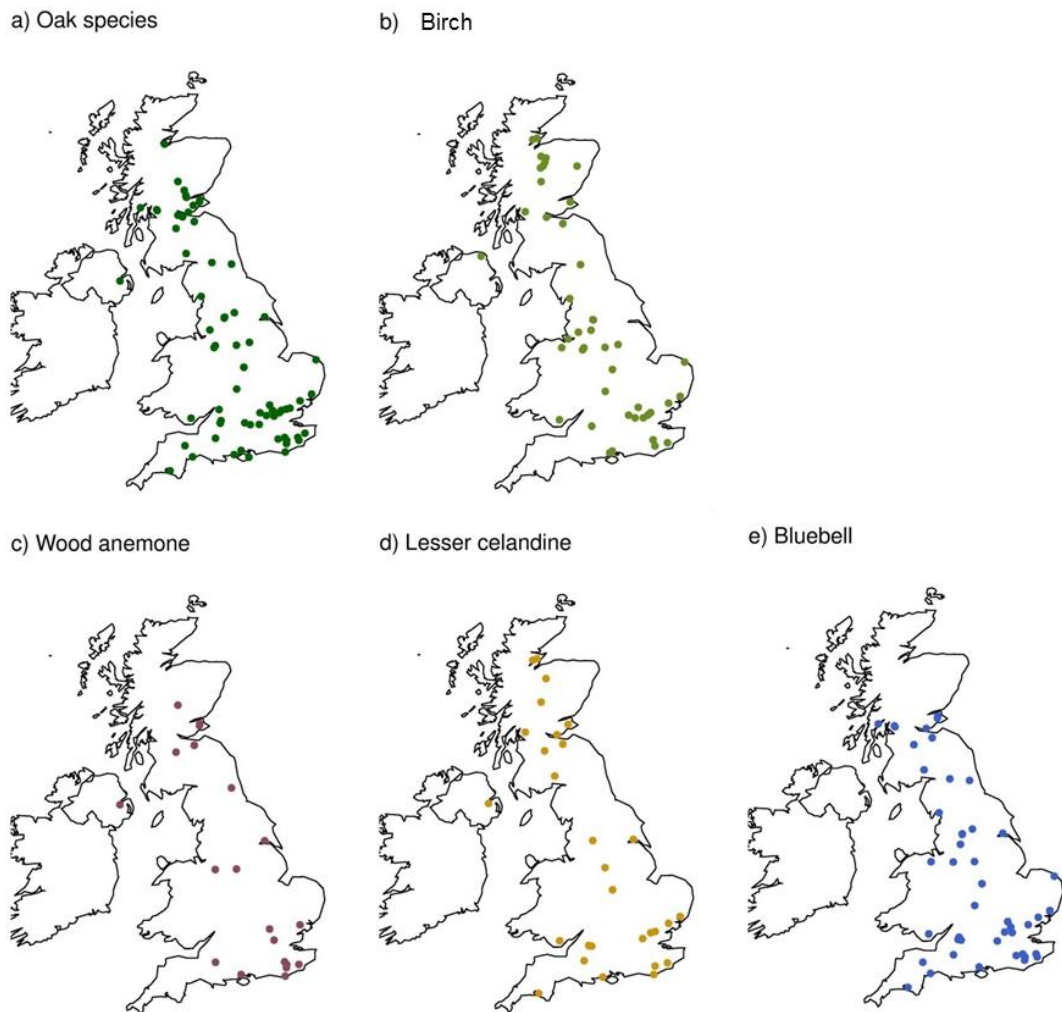 a) Oak species
b) Birch
c) Wood anemone
d) Lesser celandine
e) Bluebell